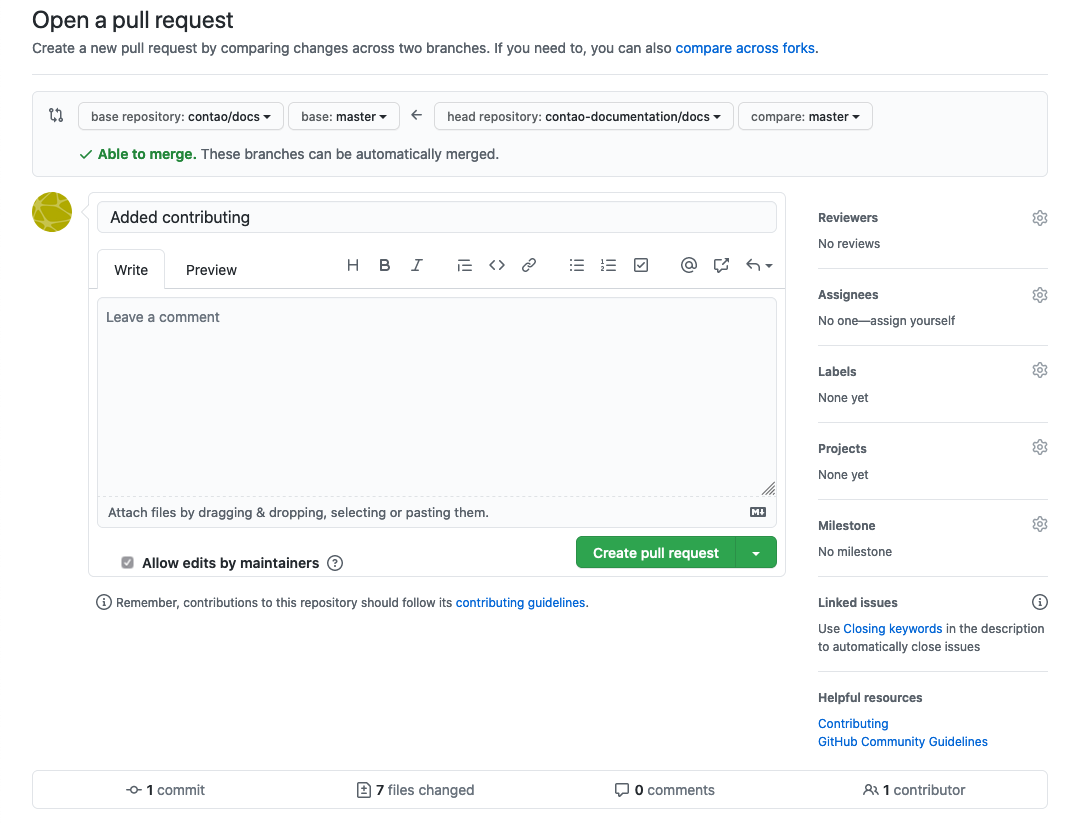 Open a pull request
Create a new pull request by comparing changes across two branches. If you need to, you can also compare across forks.
base repository: contao/docs base: master ← head repository: contao-documentation/docs compare: master
Able to merge. These branches can be automatically merged.
Added contributing
Write Preview
Leave a comment
Attach files by dragging & dropping, selecting or pasting them.
Allow edits by maintainers
Create pull request
Remember, contributions to this repository should follow its contributing guidelines.
Reviewers
No reviews
Assignees
No one—assign yourself
Labels
None yet
Projects
None yet
Milestone
No milestone
Linked issues
Use Closing keywords in the description
to automatically close issues
Helpful resources
Contributing
GitHub Community Guidelines
1 commit 7 files changed 0 comments 1 contributor